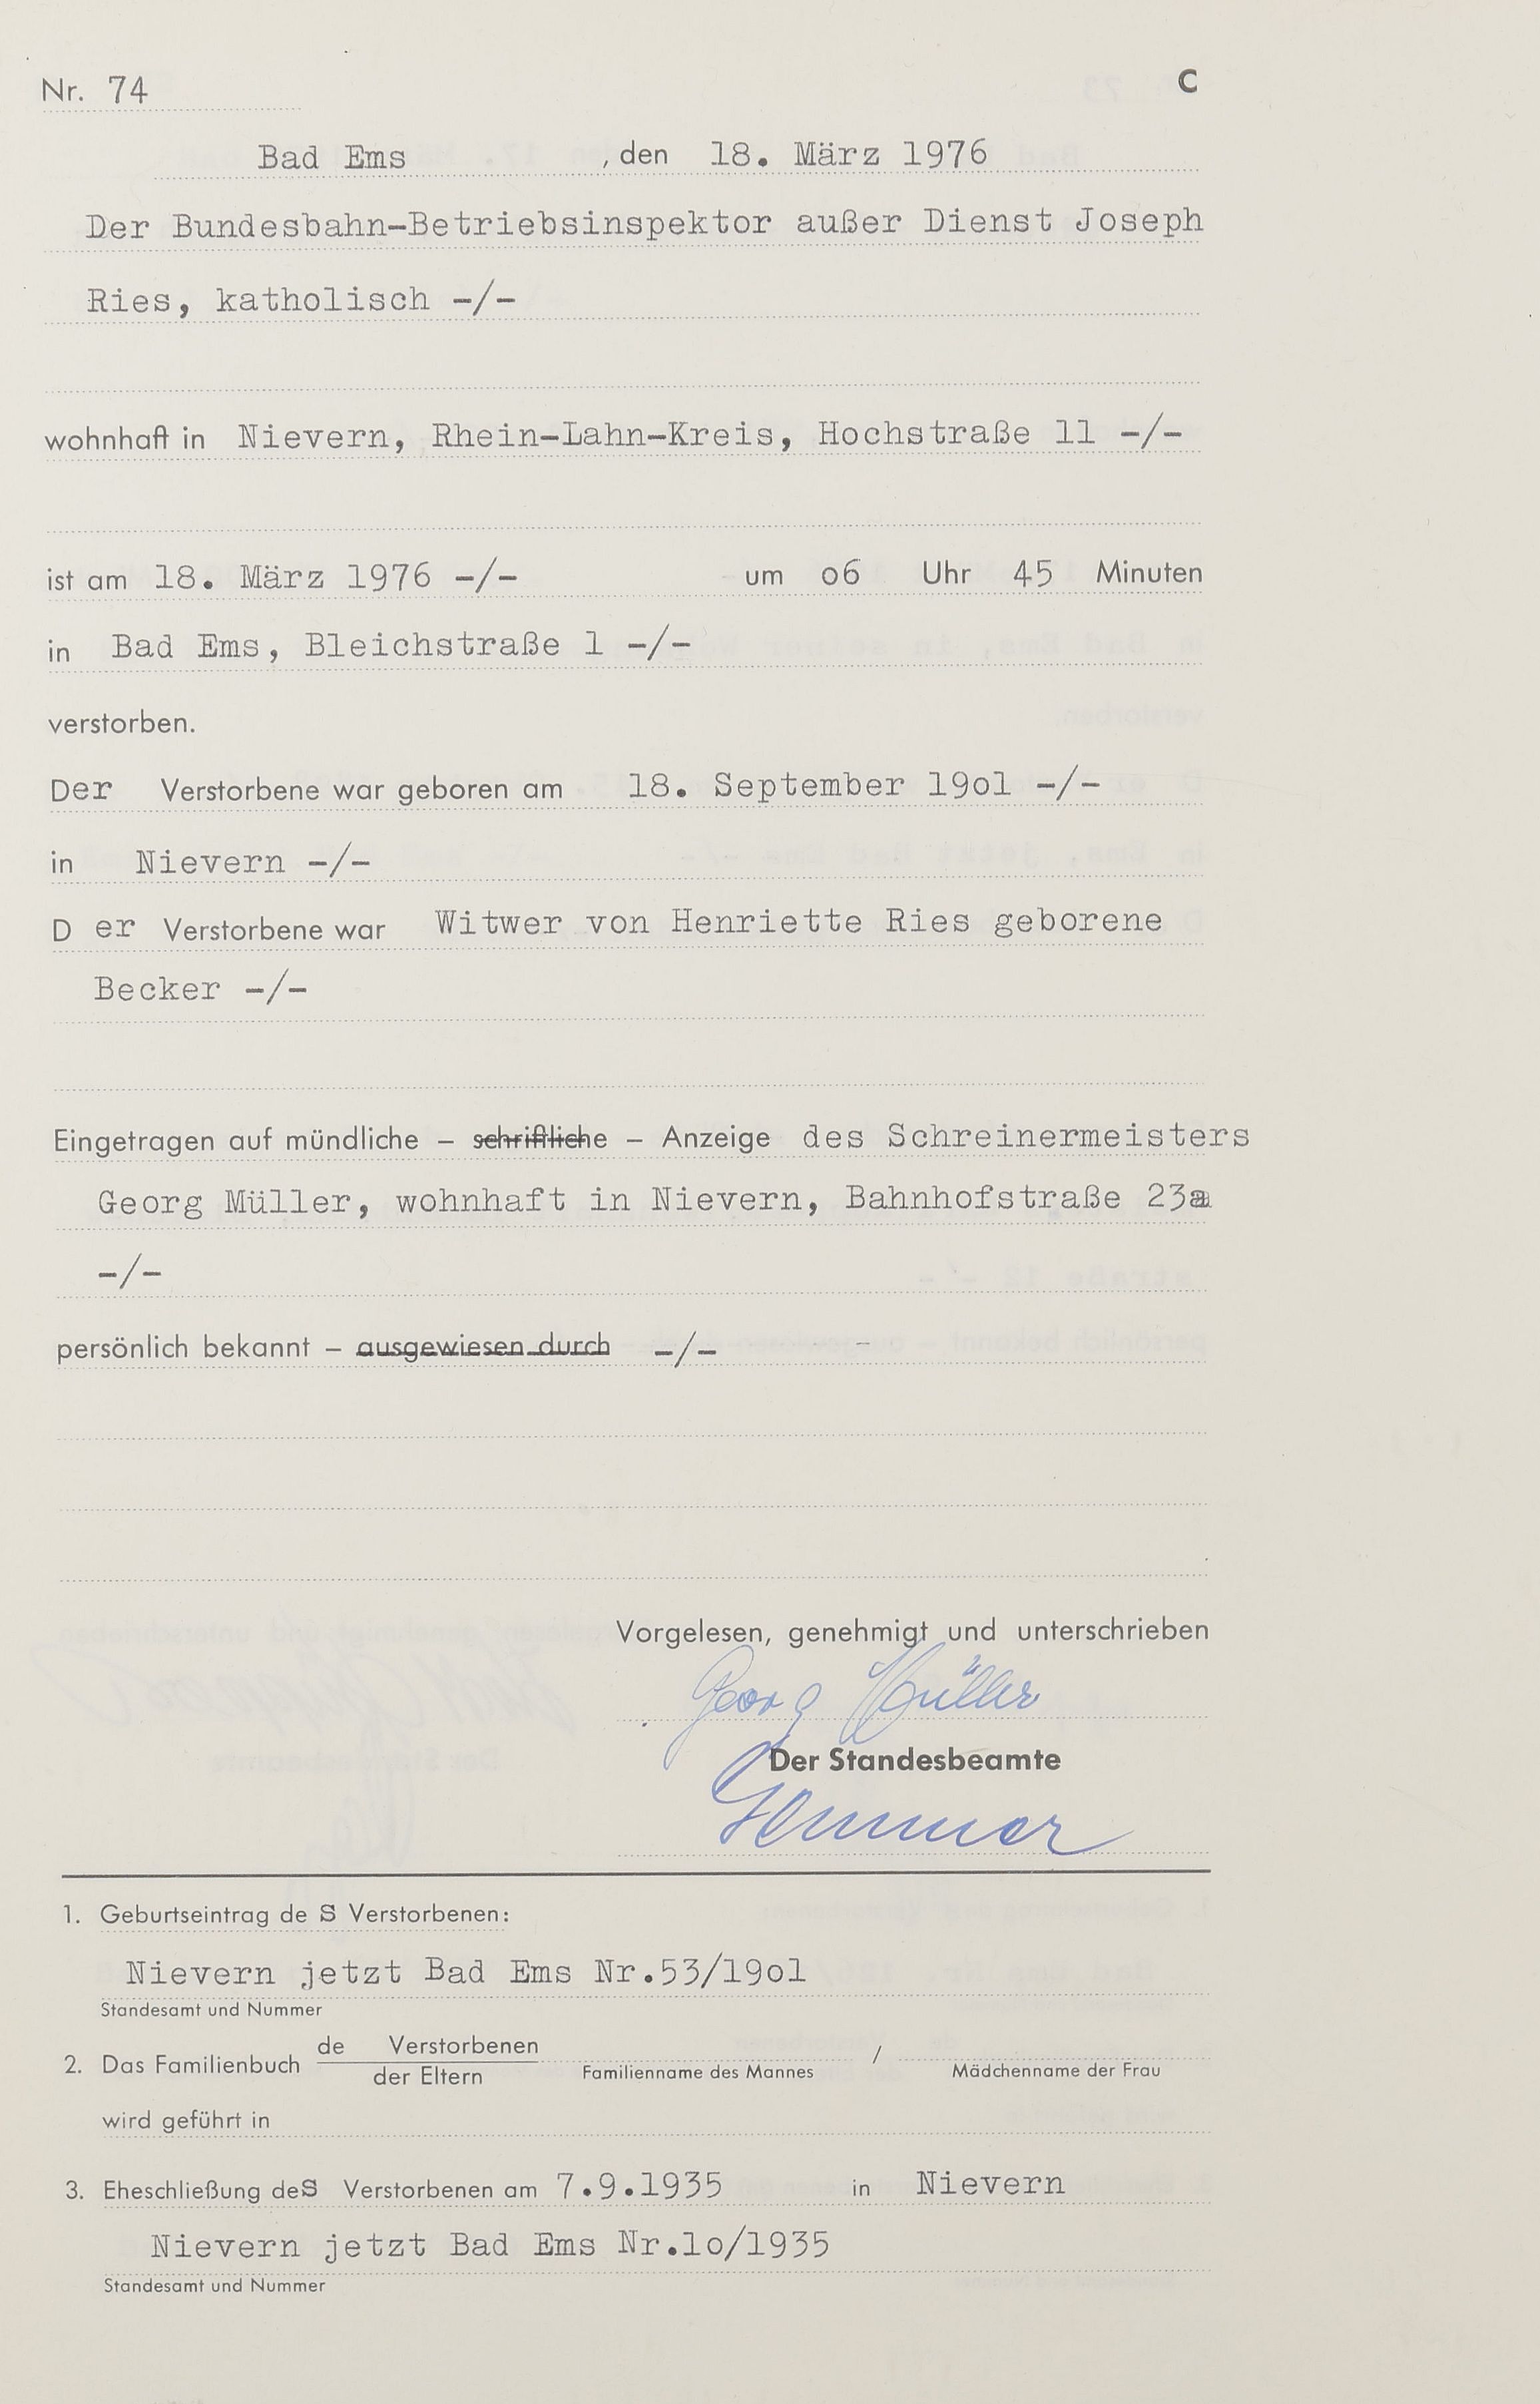 Nr. 74 C
Bad Ems , den 18. März 1976
Der Bundesbahn-Betriebsinspektor außer Dienst Joseph
Ries, katholisch -/-
wohnhaft in Nievern, Rhein-Lahn-Kreis, Hochstraße 11 -/-
ist am 18. März 1976 -/- um o6 Uhr 45 Minuten
in Bad Ems, Bleichstraße 1 -/-
verstorben.
Der Verstorbene war geboren am 18. September 19o1 -/-
in Nievern -/-
D er Verstorbene war Witwer von Henriette Ries geborene
Becker -/-
Eingetragen auf mündliche – schriftliche – Anzeige des Schreinermeisters
Georg Müller, wohnhaft in Nievern, Bahnhofstraße 23a
-/-
persönlich bekannt – ausgewiesen durch -/-
Vorgelesen, genehmigt und unterschrieben
Georg Müller
Der Standesbeamte
1. Geburtseintrag de S Verstorbenen:
Nievern jetzt Bad Ems Nr.53/19o1
Standesamt und Nummer
2. Das Familienbuch de Verstorbenen
der Eltern
/
Familienname des Mannes Mädchenname der Frau
wird geführt in
3. Eheschließung deS Verstorbenen am 7.9.1935 in Nievern
Nievern jetzt Bad Ems Nr.1o/1935
Standesamt und Nummer